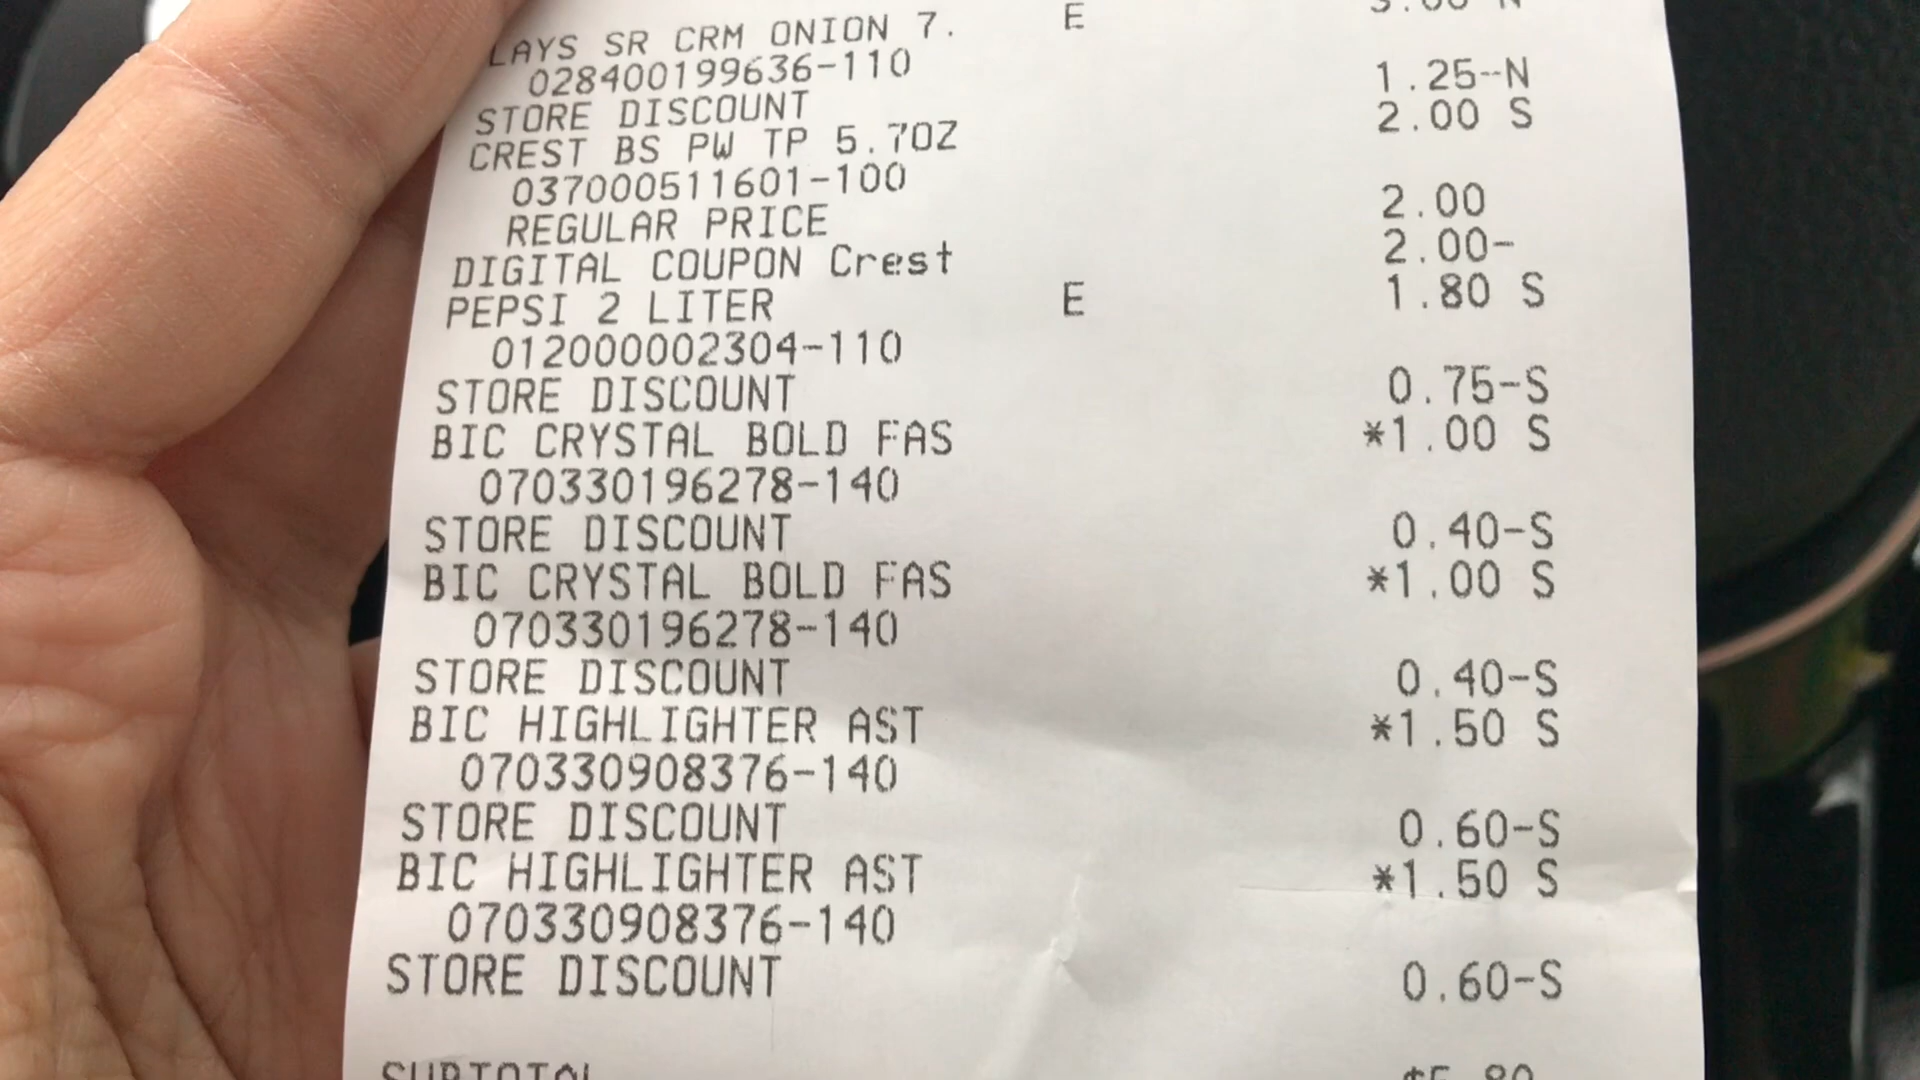 LAYS SR CRM ONION 7. E
028400199636-110
STORE DISCOUNT 1.25--N
CREST BS PW TP 5.7OZ 2.00 S
037000511601-100
REGULAR PRICE 2.00
DIGITAL COUPON Crest 2.00-
PEPSI 2 LITER E 1.80 S
012000002304-110
STORE DISCOUNT 0.75-S
BIC CRYSTAL BOLD FAS *1.00 S
070330196278-140
STORE DISCOUNT 0.40-S
BIC CRYSTAL BOLD FAS *1.00 S
070330196278-140
STORE DISCOUNT 0.40-S
BIC HIGHLIGHTER AST *1.50 S
070330908376-140
STORE DISCOUNT 0.60-S
BIC HIGHLIGHTER AST *1.50 S
070330908376-140
STORE DISCOUNT 0.60-S
SUBTOTAL $5.80